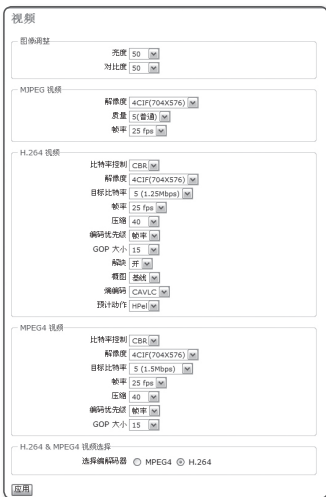 视频
图像调整
亮度 50
对比度 50
MJPEG 视频
解像度 4CIF(704X576)
质量 5(普通)
帧率 25 fps
H.264 视频
比特率控制 CBR
解像度 4CIF(704X576)
目标比特率 5 (1.25Mbps)
帧率 25 fps
压缩 40
编码优先级 帧率
GOP 大小 15
解块 开
概图 基线
熵编码 CAVLC
预计动作 HPel
MPEG4 视频
比特率控制 CBR
解像度 4CIF(704X576)
目标比特率 5 (1.5Mbps)
帧率 25 fps
压缩 40
编码优先级 帧率
GOP 大小 15
H.264 & MPEG4 视频选择
选择编解码器 MPEG4 H.264
应用